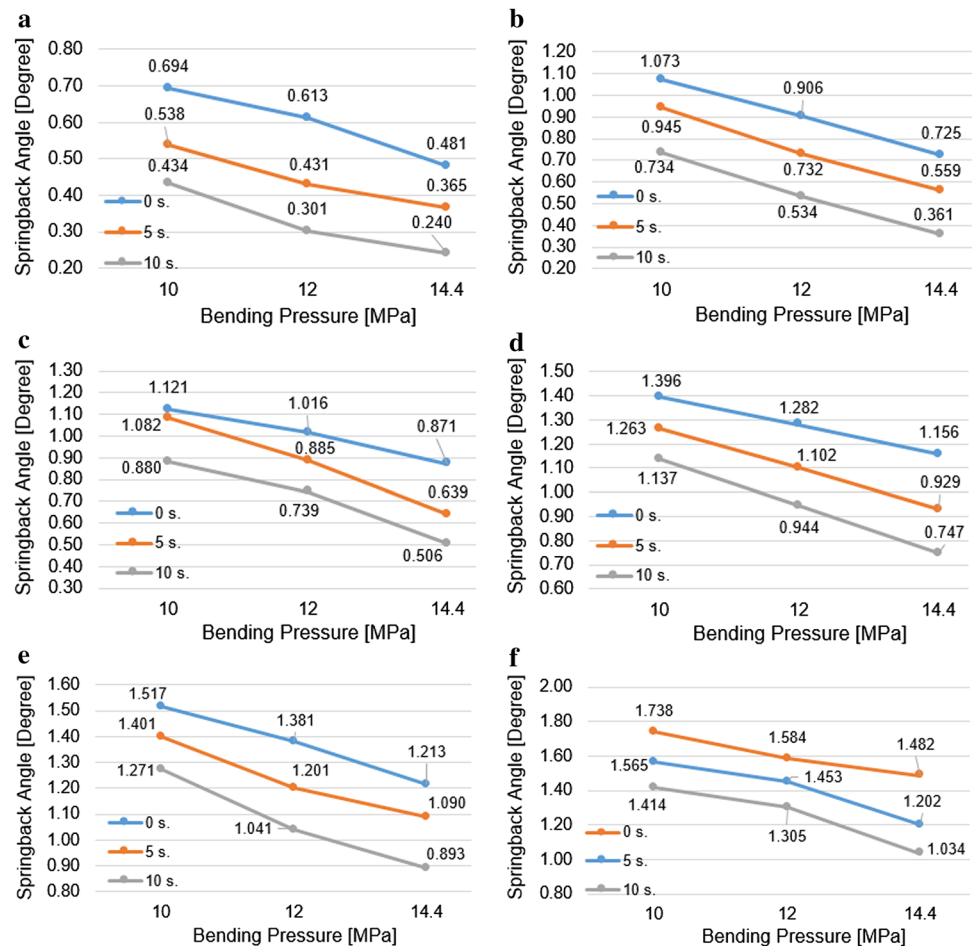 a
Springback Angle [Degree]
0.80
0.70
0.60
0.50
0.40
0.30
0.20
0.694
0.613
0.481
0.538
0.431
0.365
0.434
0.301
0.240
0 s.
5 s.
10 s.
10 12 14.4
Bending Pressure [MPa]
b
Springback Angle [Degree]
1.20
1.10
1.00
0.90
0.80
0.70
0.60
0.50
0.40
0.30
0.20
1.073
0.906
0.725
0.945
0.732
0.559
0.734
0.534
0.361
0 s.
5 s.
10 s.
10 12 14.4
Bending Pressure [MPa]
c
Springback Angle [Degree]
1.30
1.20
1.10
1.00
0.90
0.80
0.70
0.60
0.50
0.40
0.30
1.121
1.016
0.871
1.082
0.885
0.639
0.880
0.739
0.506
0 s.
5 s.
10 s.
10 12 14.4
Bending Pressure [MPa]
d
Springback Angle [Degree]
1.50
1.40
1.30
1.20
1.10
1.00
0.90
0.80
0.70
0.60
1.396
1.282
1.156
1.263
1.102
0.929
1.137
0.944
0.747
0 s.
5 s.
10 s.
10 12 14.4
Bending Pressure [MPa]
e
Springback Angle [Degree]
1.60
1.50
1.40
1.30
1.20
1.10
1.00
0.90
0.80
1.517
1.381
1.213
1.401
1.201
1.090
1.271
1.041
0.893
0 s.
5 s.
10 s.
10 12 14.4
Bending Pressure [MPa]
f
Springback Angle [Degree]
2.00
1.80
1.60
1.40
1.20
1.00
0.80
1.738
1.584
1.482
1.565
1.453
1.202
1.414
1.305
1.034
0 s.
5 s.
10 s.
10 12 14.4
Bending Pressure [MPa]